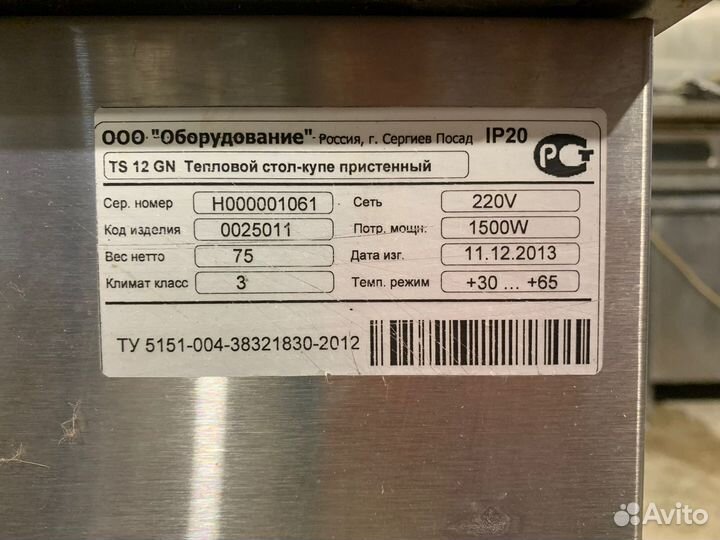 ООО "Оборудование" Россия, г. Сергиев Посад IP20
РСТ
TS 12 GN Тепловой стол-купе пристенный
Сер. номер H000001061 Сеть 220V
Код изделия 0025011 Потр. мощн. 1500W
Вес нетто 75 Дата изг. 11.12.2013
Климат класс 3 Темп. режим +30 ... +65
ТУ 5151-004-38321830-2012
Avito